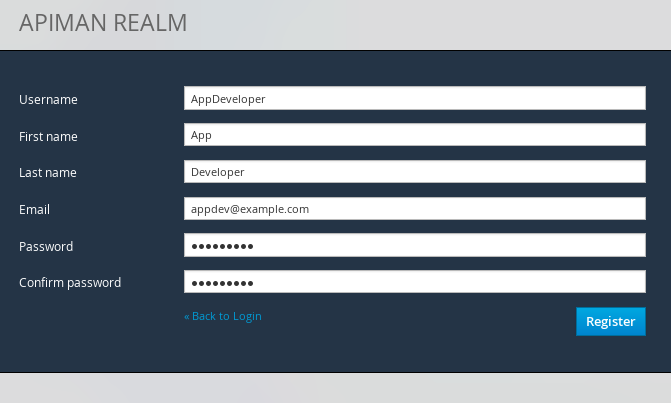 APIMAN REALM
Username AppDeveloper
First name App
Last name Developer
Email appdev@example.com
Password •••••••••
Confirm password •••••••••
« Back to Login Register